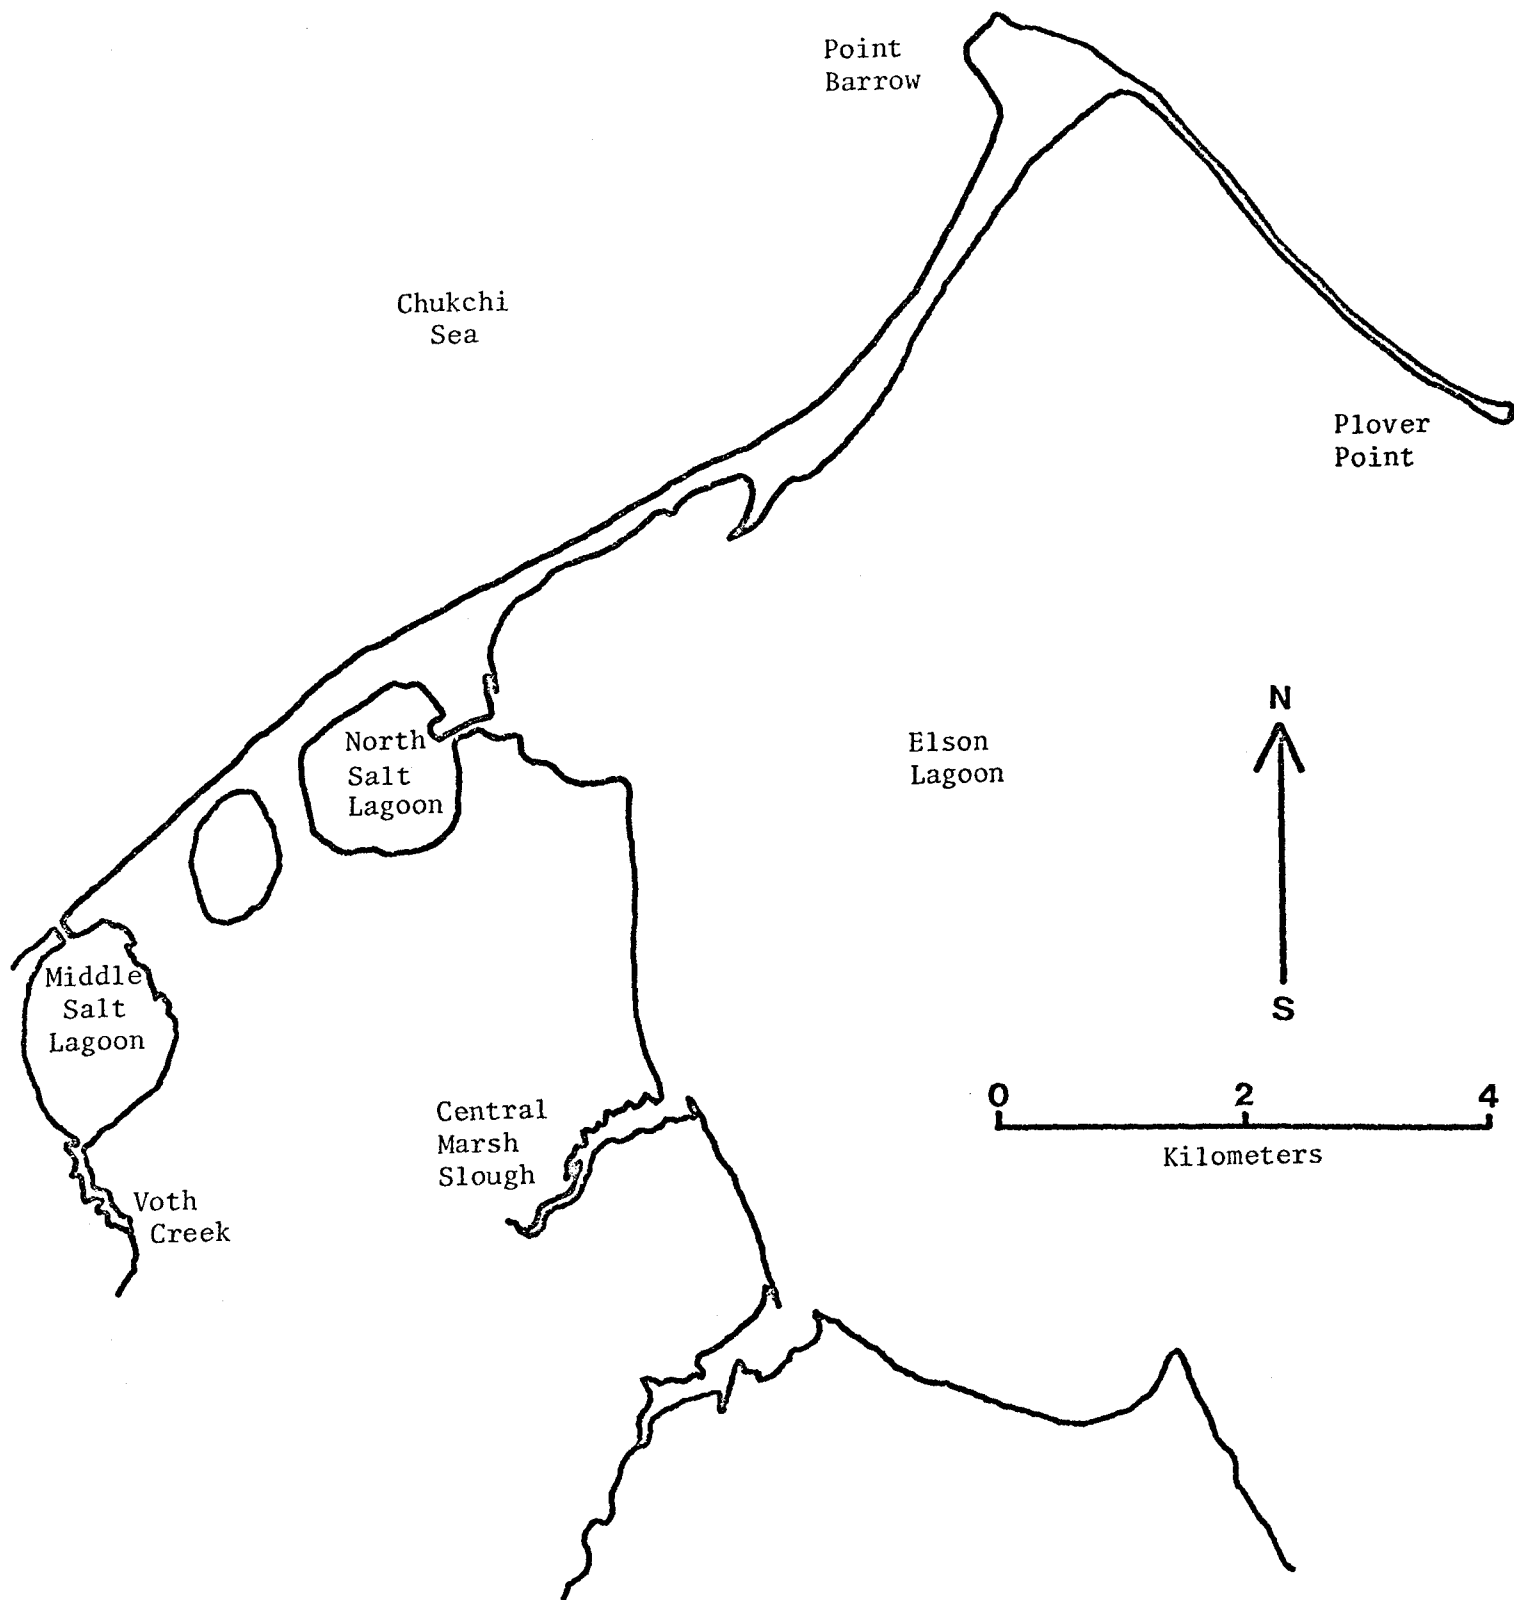 Point
Barrow
Chukchi
Sea
Plover
Point
North
Salt
Lagoon
Elson
Lagoon
N
S
Middle
Salt
Lagoon
Central
Marsh
Slough
0 2 4
Kilometers
Voth
Creek